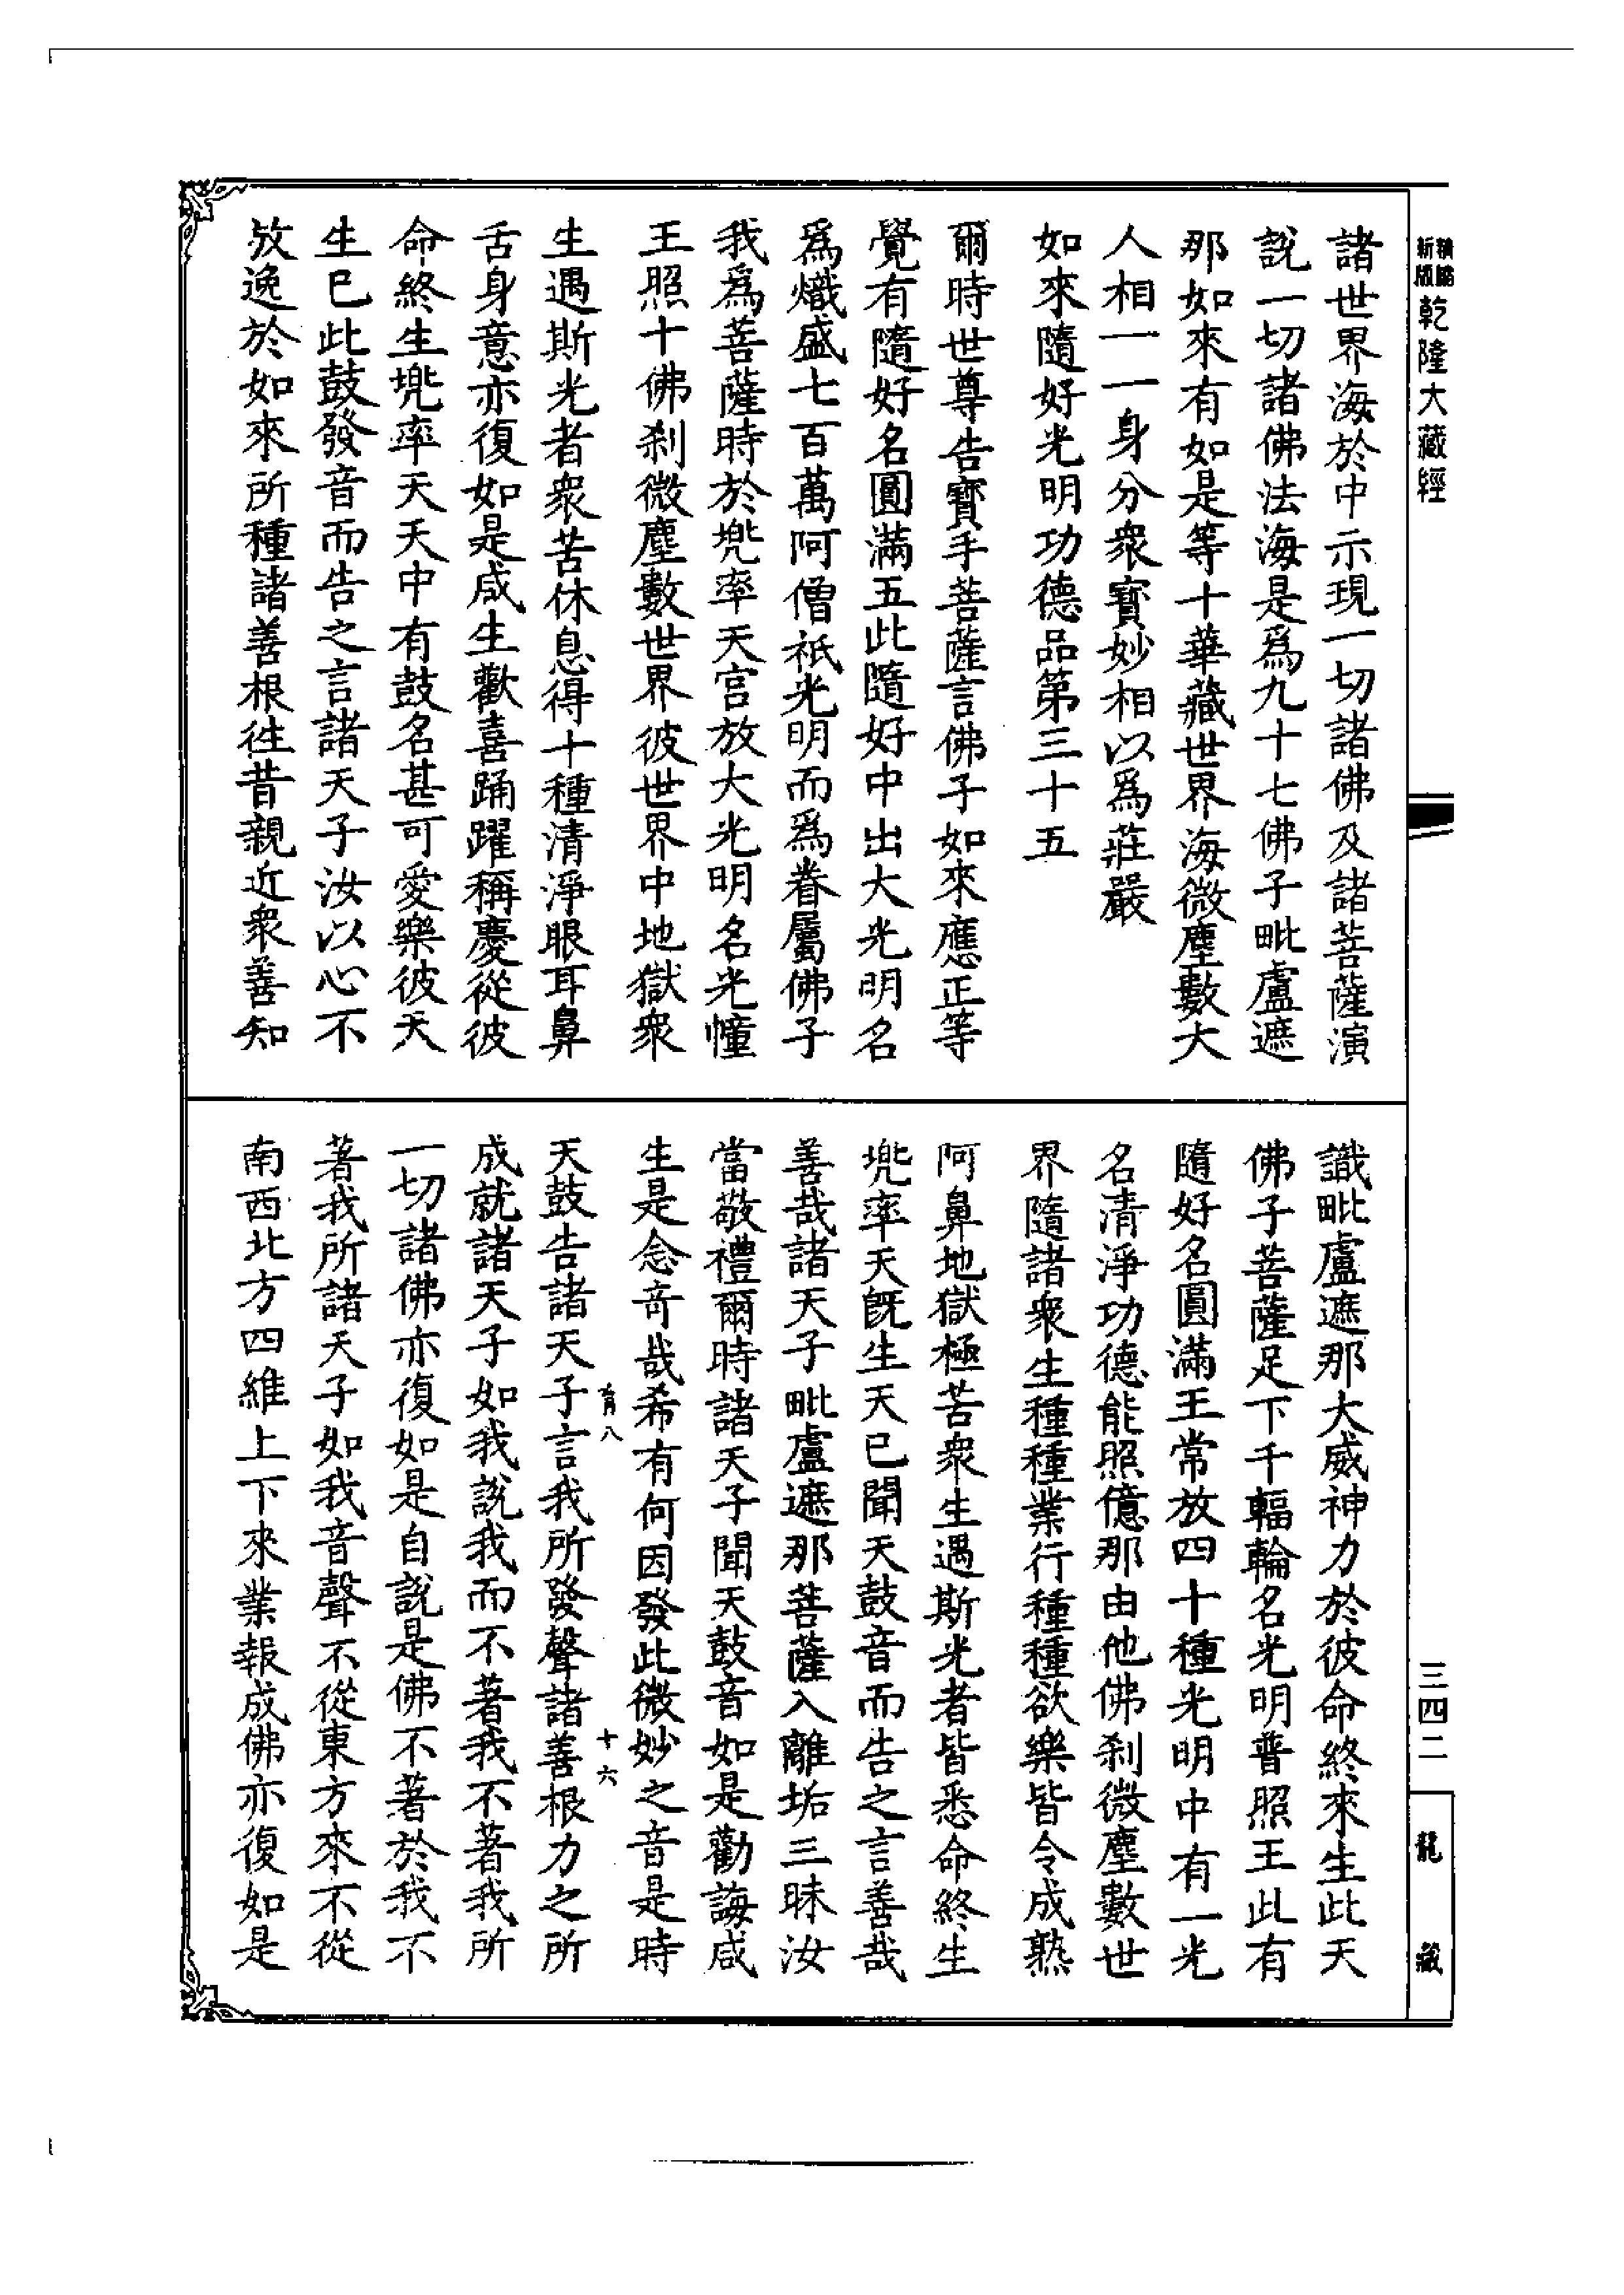 新版
乾隆大藏經
諸世界海於中示現一切諸佛及諸菩薩演
說一切諸佛法海是爲九十七佛子毗盧遮
那如來有如是等十華藏世界海微塵數大
人相一一身分衆寶妙相以爲莊嚴
如來隨好光明功德品第三十五
爾時世尊告寶手菩薩言佛子如來應正等
覺有隨好名圓滿五此隨好中出大光明名
爲熾盛七百萬阿僧祇光明而爲眷屬佛子
我爲菩薩時於兜率天宮放大光明名光幢
王照十佛剎微塵數世界彼世界中地獄衆
生遇斯光者衆苦休息得十種清淨眼耳鼻
舌身意亦復如是咸生歡喜踊躍稱慶從彼
命終生兜率天天中有鼓名甚可愛樂彼天
生已此鼓發音而告之言諸天子汝以心不
放逸於如來所種諸善根往昔親近衆善知
識毗盧遮那大威神力於彼命終來生此天
佛子菩薩足下千輻輪名光明普照王此有
隨好名圓滿王常放四十種光明中有一光
名清淨功德能照億那由他佛剎微塵數世
界隨諸衆生種種業行種種欲樂皆令成熟
阿鼻地獄極苦衆生遇斯光者皆悉命終生
兜率天既生天已聞天鼓音而告之言善哉
善哉諸天子毗盧遮那菩薩入離垢三昧汝
當敬禮爾時諸天子聞天鼓音如是勸誨咸
生是念奇哉希有何因發此微妙之音是時
育八 十六
天鼓告諸天子言我所發聲諸善根力之所
成就諸天子如我說我而不著我不著我所
一切諸佛亦復如是自說是佛不著於我不
著我所諸天子如我音聲不從東方來不從
南西北方四維上下來業報成佛亦復如是
三四二
龍藏